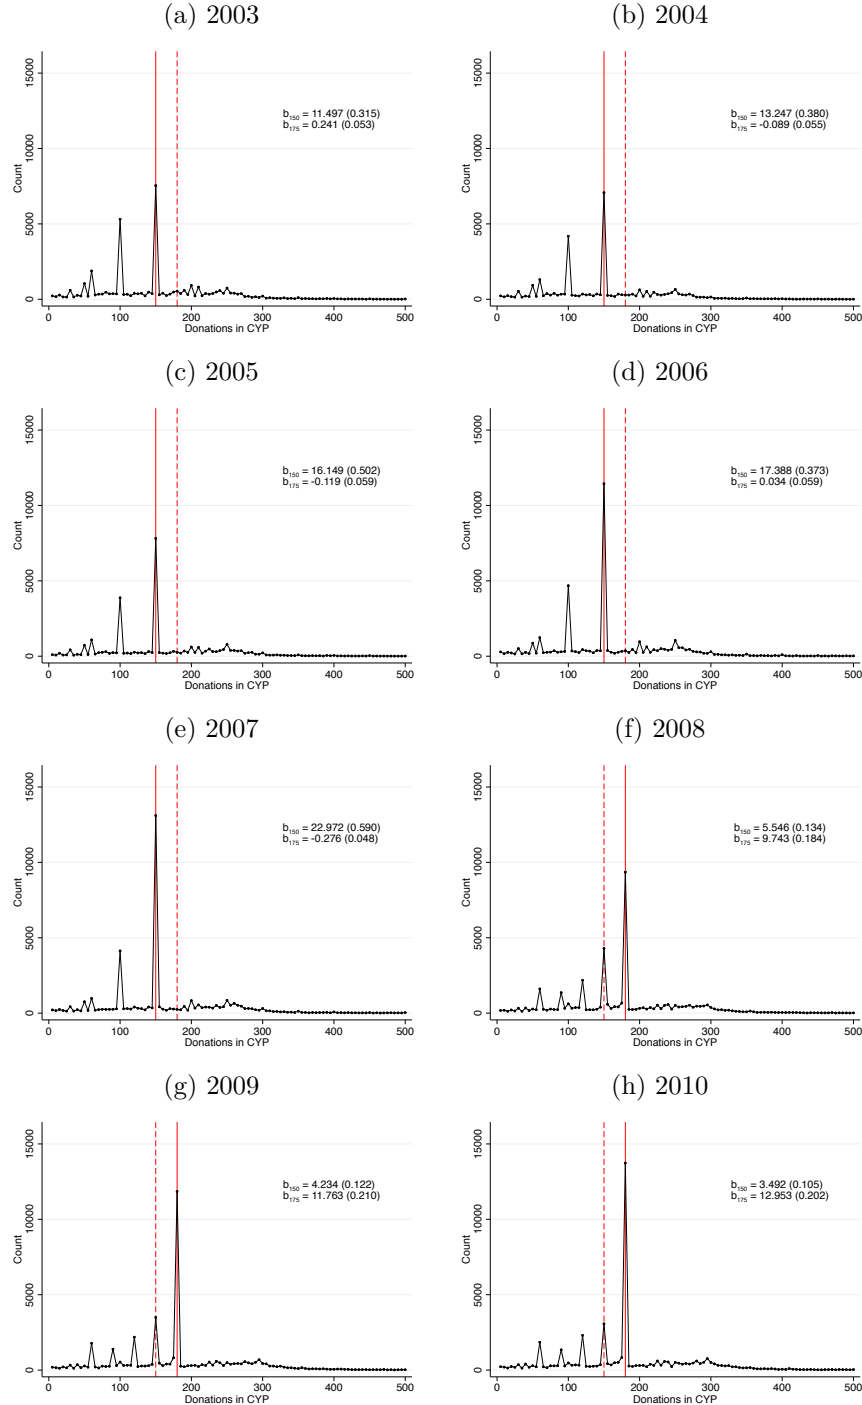 (a) 2003
15000
b150 = 11.497 (0.315)
b175 = 0.241 (0.053)
10000
Count
5000
0
0 100 200 300 400 500
Donations in CYP
(b) 2004
15000
b150 = 13.247 (0.380)
b175 = -0.089 (0.055)
10000
Count
5000
0
0 100 200 300 400 500
Donations in CYP
(c) 2005
15000
b150 = 16.149 (0.502)
b175 = -0.119 (0.059)
10000
Count
5000
0
0 100 200 300 400 500
Donations in CYP
(d) 2006
15000
b150 = 17.388 (0.373)
b175 = 0.034 (0.059)
10000
Count
5000
0
0 100 200 300 400 500
Donations in CYP
(e) 2007
15000
b150 = 22.972 (0.590)
b175 = -0.276 (0.048)
10000
Count
5000
0
0 100 200 300 400 500
Donations in CYP
(f) 2008
15000
b150 = 5.546 (0.134)
b175 = 9.743 (0.184)
10000
Count
5000
0
0 100 200 300 400 500
Donations in CYP
(g) 2009
15000
b150 = 4.234 (0.122)
b175 = 11.763 (0.210)
10000
Count
5000
0
0 100 200 300 400 500
Donations in CYP
(h) 2010
15000
b150 = 3.492 (0.105)
b175 = 12.953 (0.202)
10000
Count
5000
0
0 100 200 300 400 500
Donations in CYP